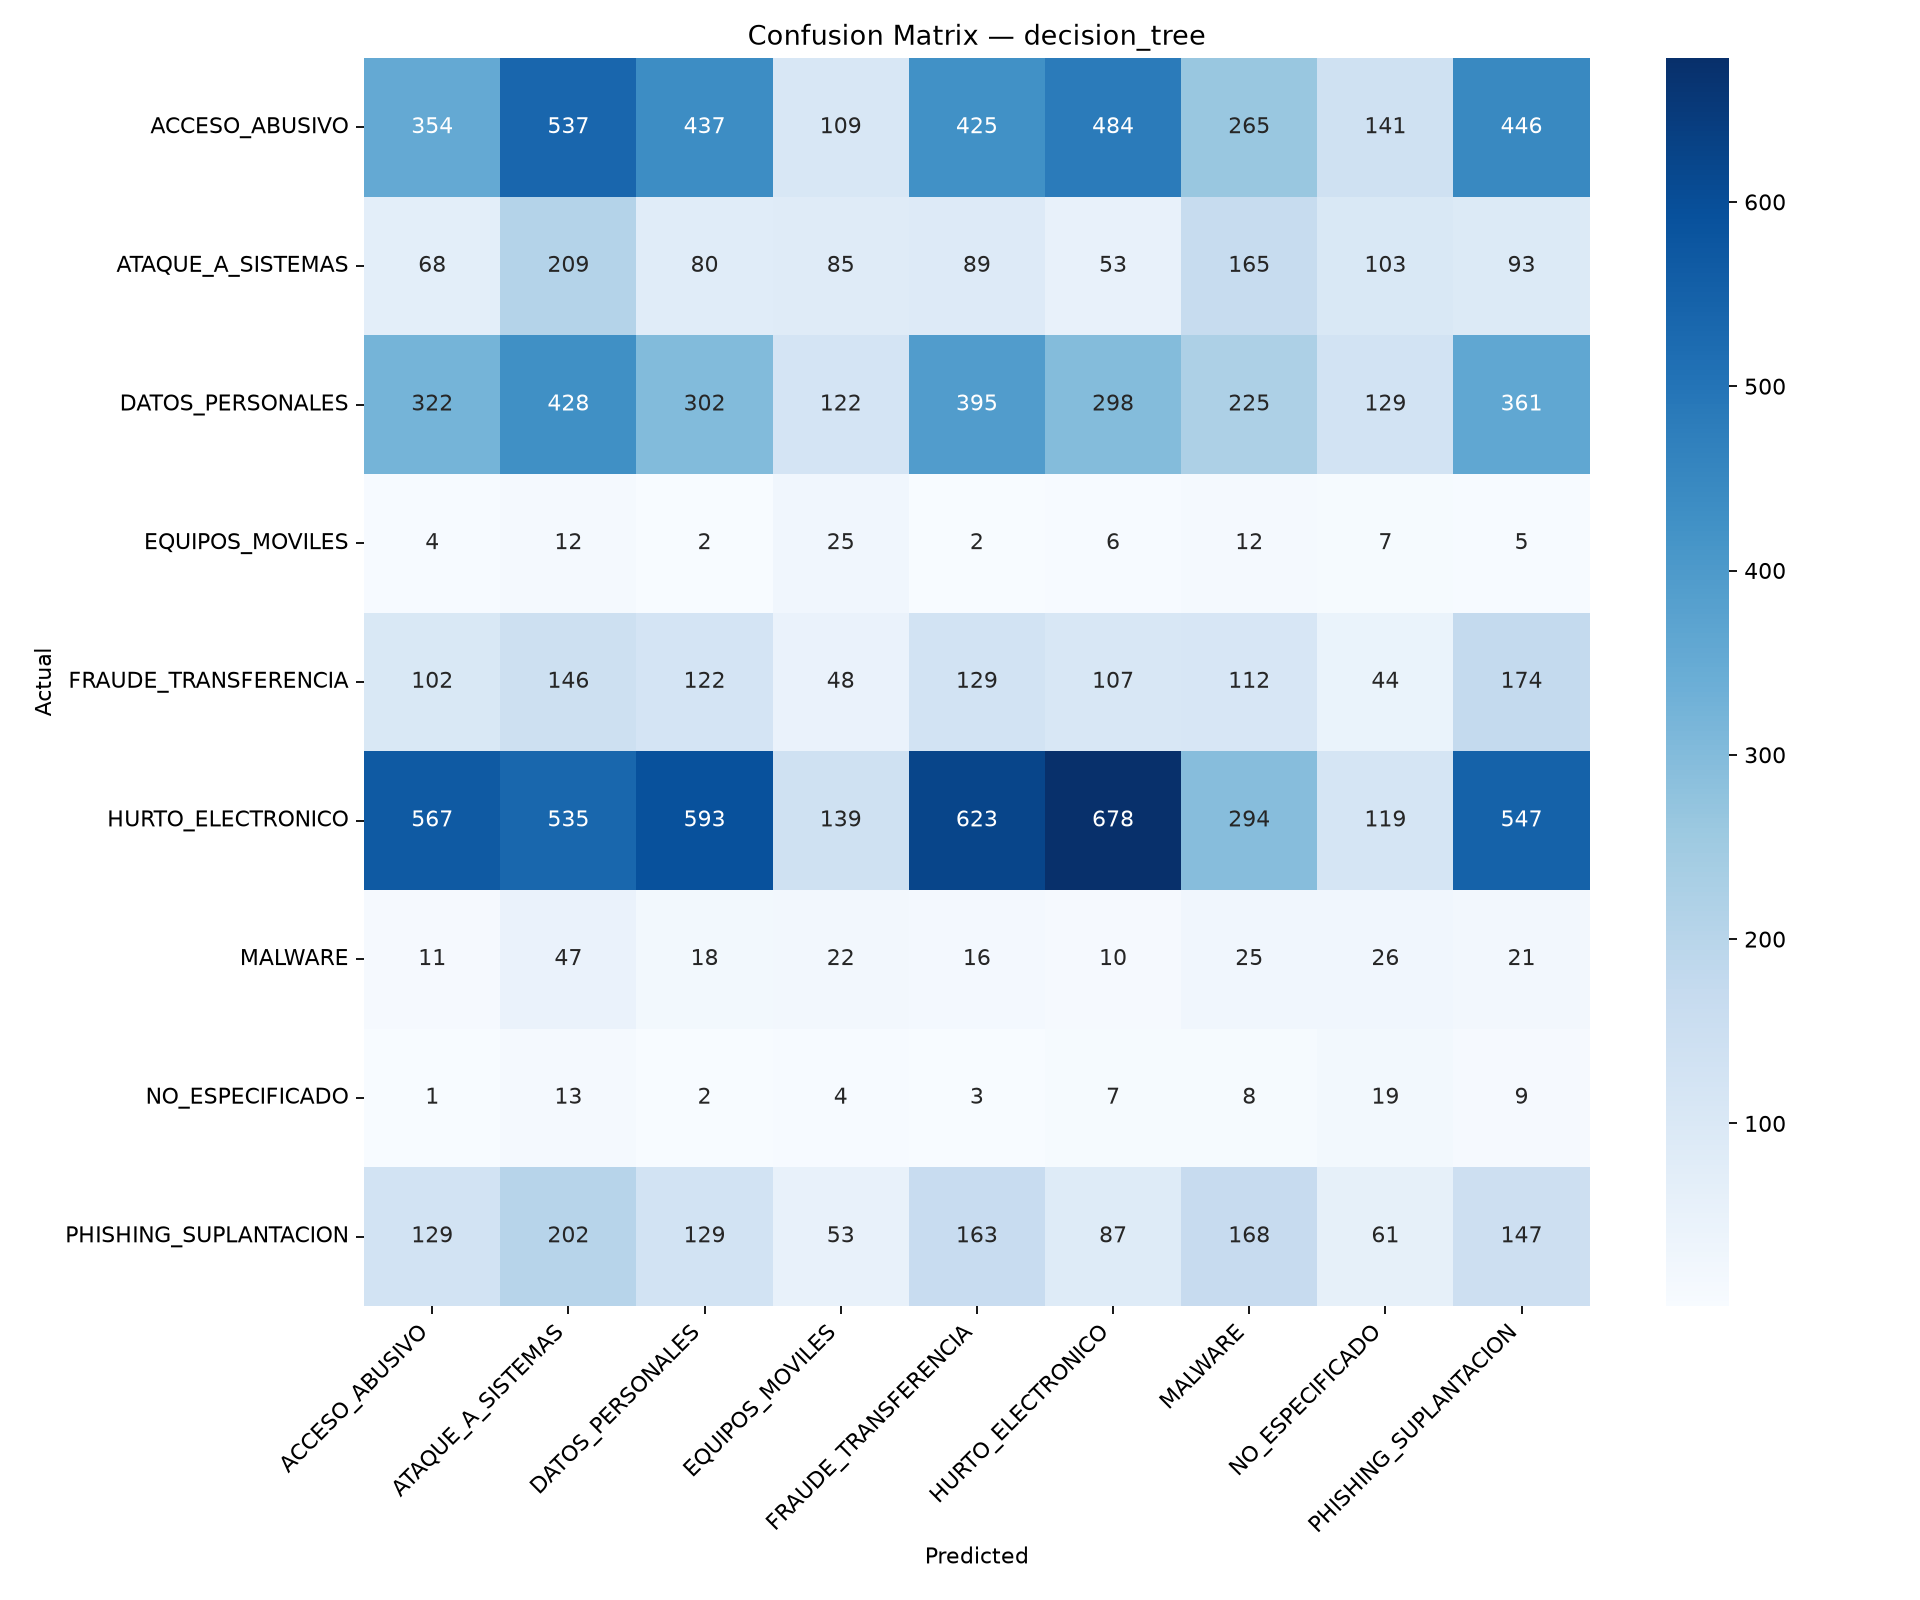 Confusion Matrix — decision_tree
ACCESO_ABUSIVO 354 537 437 109 425 484 265 141 446
ATAQUE_A_SISTEMAS 68 209 80 85 89 53 165 103 93
DATOS_PERSONALES 322 428 302 122 395 298 225 129 361
EQUIPOS_MOVILES 4 12 2 25 2 6 12 7 5
FRAUDE_TRANSFERENCIA 102 146 122 48 129 107 112 44 174
HURTO_ELECTRONICO 567 535 593 139 623 678 294 119 547
MALWARE 11 47 18 22 16 10 25 26 21
NO_ESPECIFICADO 1 13 2 4 3 7 8 19 9
PHISHING_SUPLANTACION 129 202 129 53 163 87 168 61 147
Actual
ACCESO_ABUSIVO
ATAQUE_A_SISTEMAS
DATOS_PERSONALES
EQUIPOS_MOVILES
FRAUDE_TRANSFERENCIA
HURTO_ELECTRONICO
MALWARE
NO_ESPECIFICADO
PHISHING_SUPLANTACION
Predicted
600
500
400
300
200
100